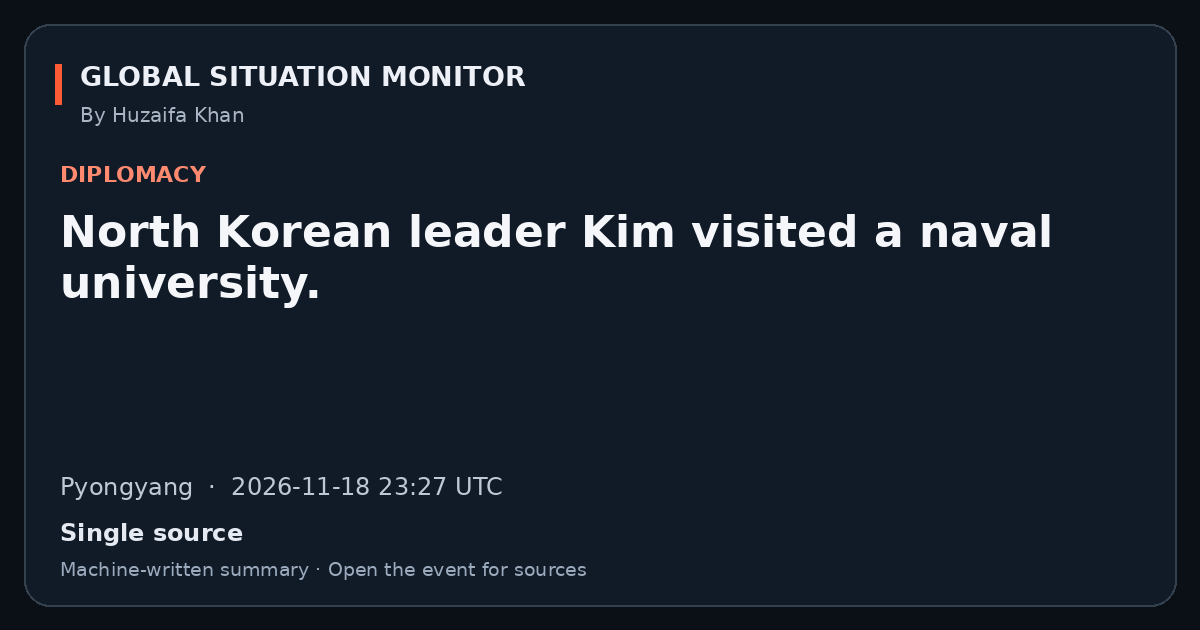 GLOBAL SITUATION MONITOR
By Huzaifa Khan
DIPLOMACY
North Korean leader Kim visited a naval
university.
Pyongyang · 2026-11-18 23:27 UTC
Single source
Machine-written summary · Open the event for sources